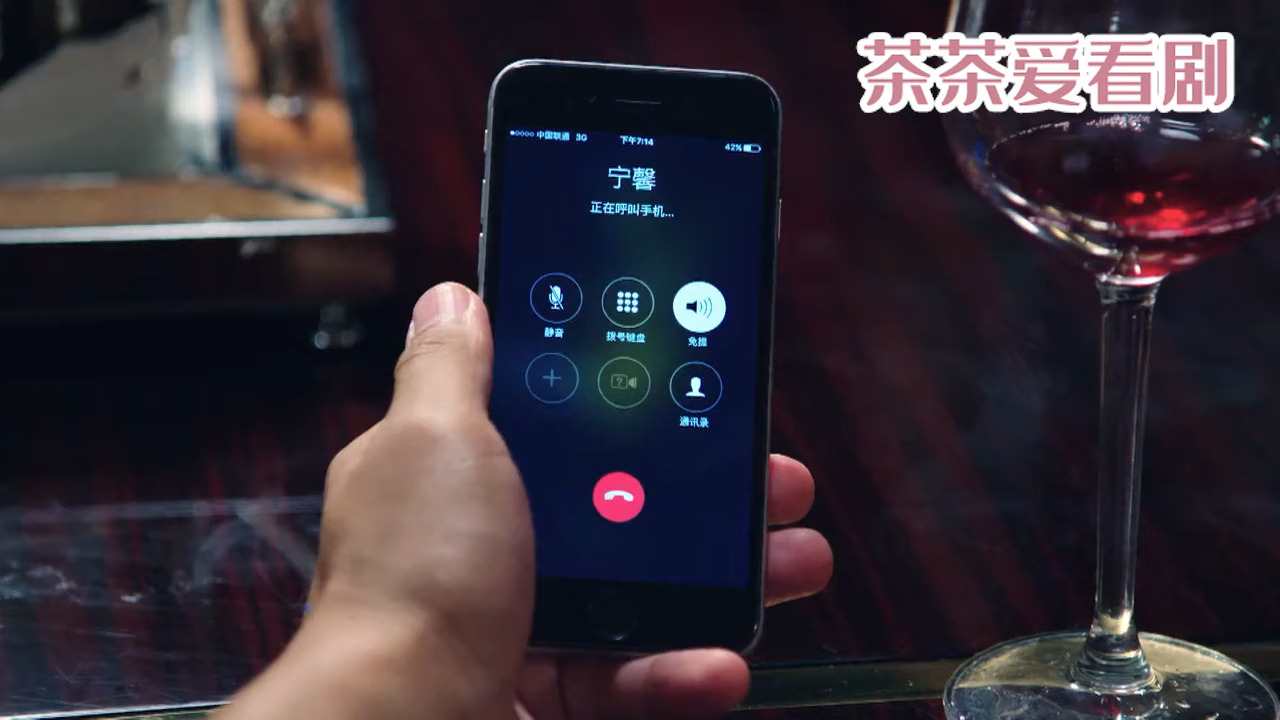 茶茶爱看剧
中国联通 3G 下午7:14 42%
宁馨
正在呼叫手机...
静音 拨号键盘 免提
通讯录